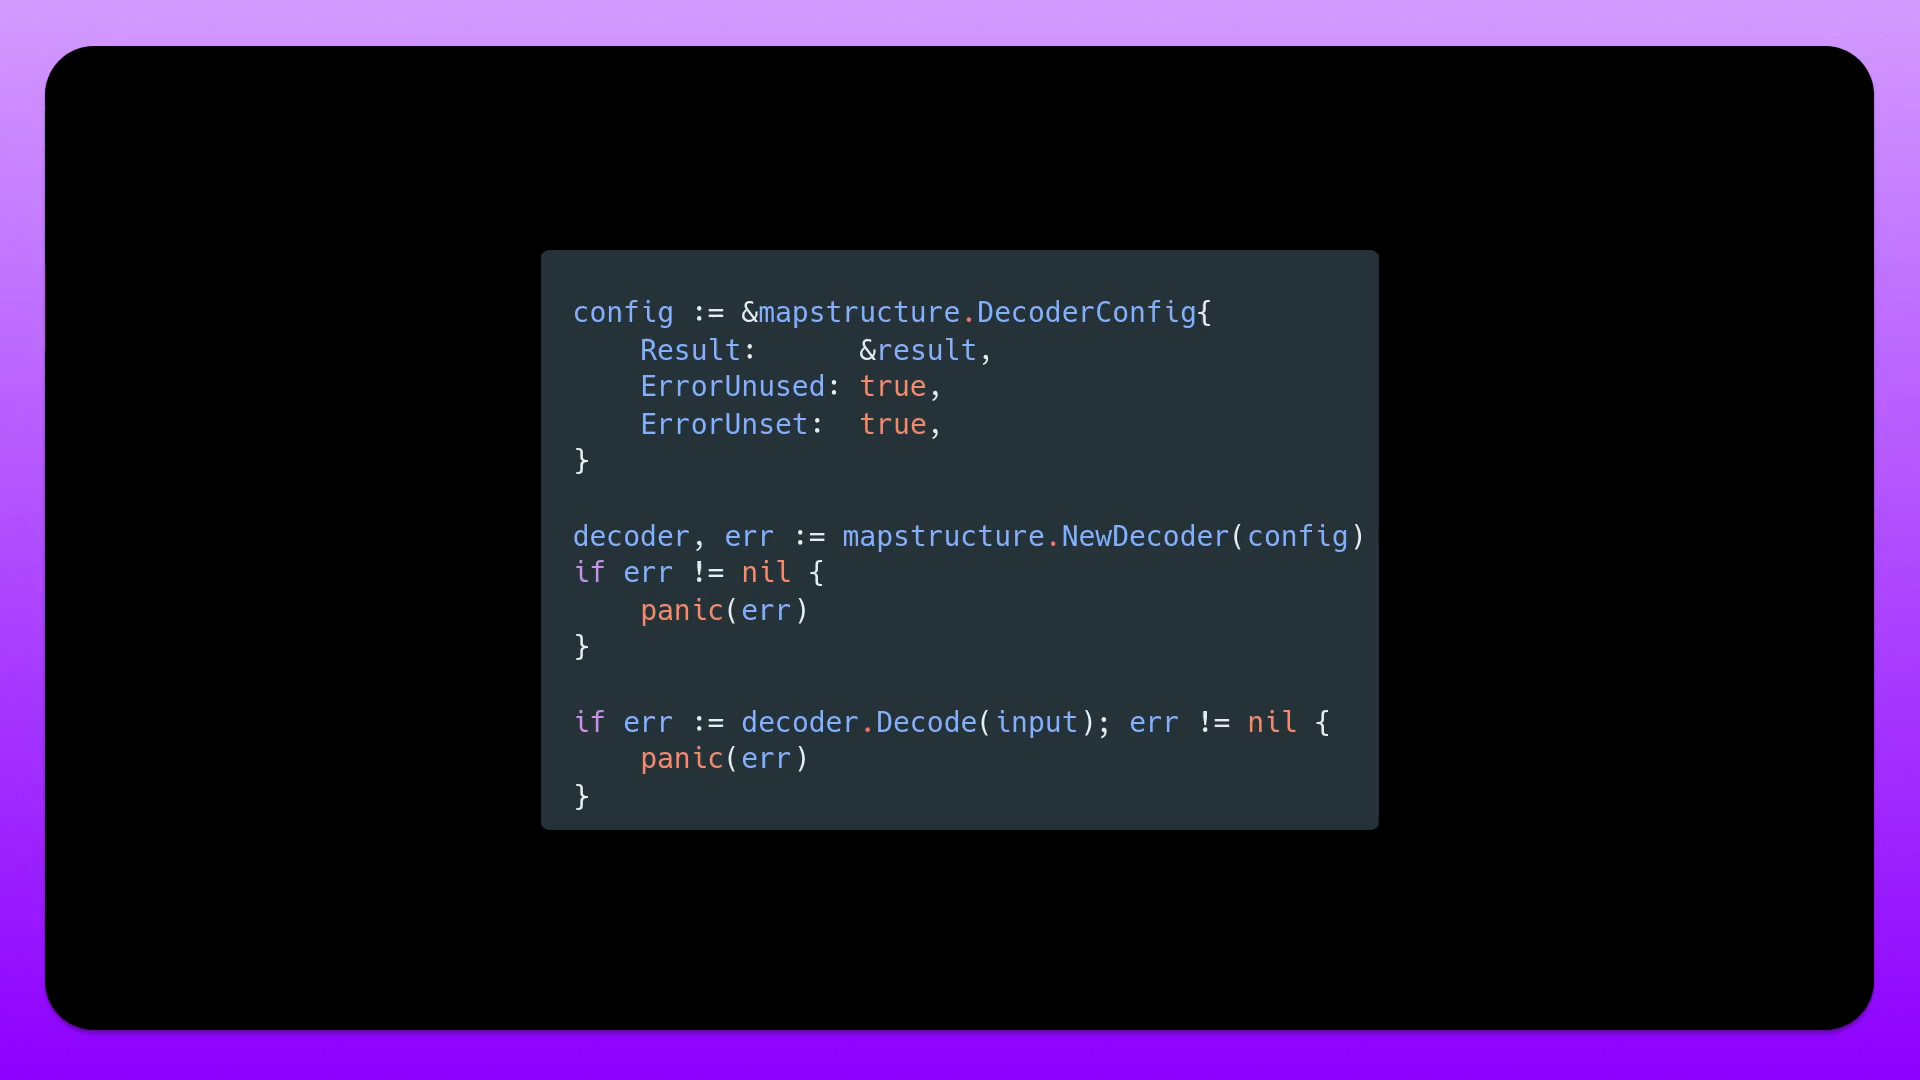 config := &mapstructure.DecoderConfig{
    Result:      &result,
    ErrorUnused: true,
    ErrorUnset:  true,
}

decoder, err := mapstructure.NewDecoder(config)
if err != nil {
    panic(err)
}

if err := decoder.Decode(input); err != nil {
    panic(err)
}